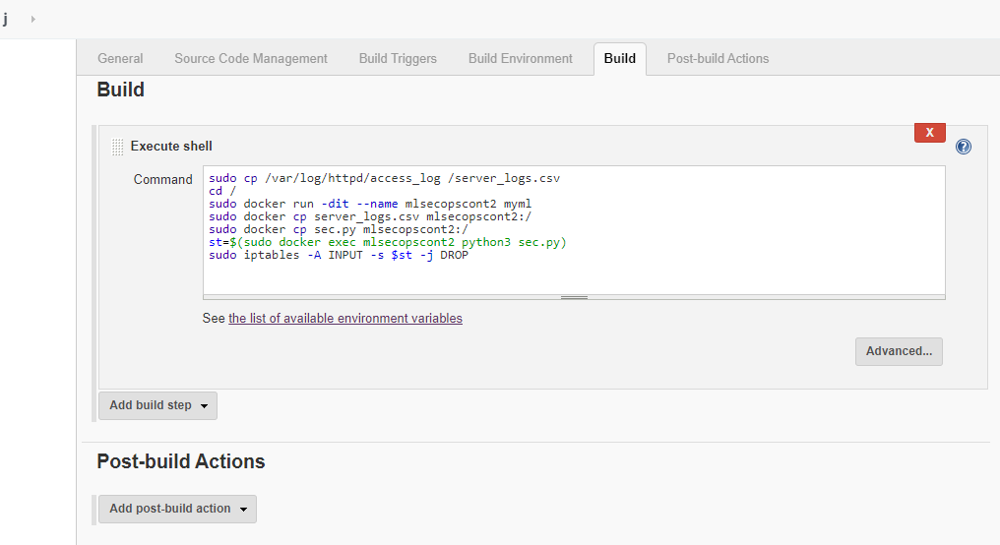 j
General Source Code Management Build Triggers Build Environment Build Post-build Actions
Build
X
Execute shell
?
Command
sudo cp /var/log/httpd/access_log /server_logs.csv
cd /
sudo docker run -dit --name mlsecopscont2 myml
sudo docker cp server_logs.csv mlsecopscont2:/
sudo docker cp sec.py mlsecopscont2:/
st=$(sudo docker exec mlsecopscont2 python3 sec.py)
sudo iptables -A INPUT -s $st -j DROP
See the list of available environment variables
Advanced...
Add build step
Post-build Actions
Add post-build action